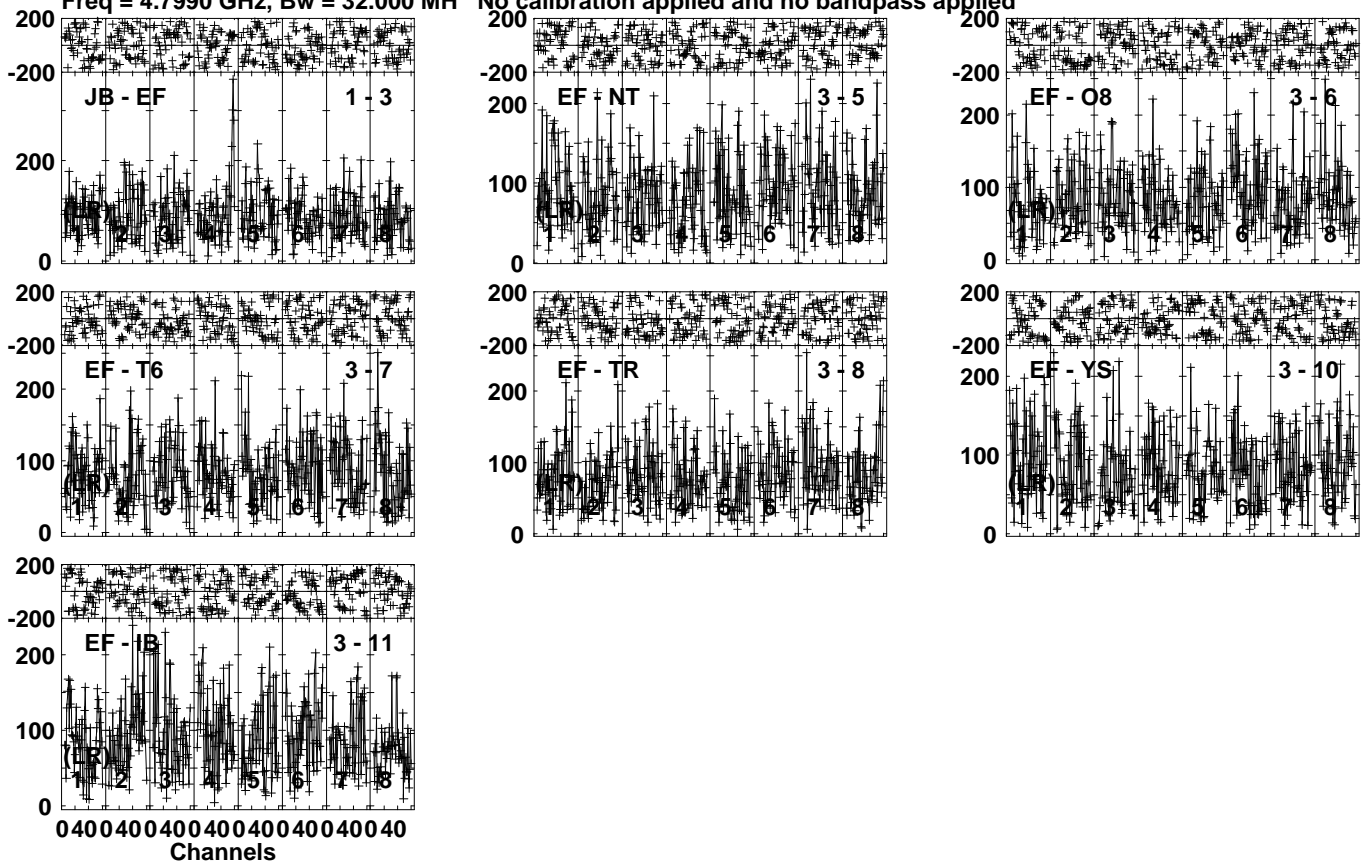 Freq = 4.7990 GHz, Bw = 32.000 MH No calibration applied and no bandpass applied
200 200 200
-200 -200
JB - EF 1 - 3 EF - NT 3 - 5 EF - O8 3 - 6
200 200 200
100 100
(LR) (LR) (LR)
1 2 3 4 5 6 7 8 1 2 3 4 5 6 7 8 1 2 3 4 5 6 7 8
0 0 0
200 200 200
-200 -200 -200
EF - T6 3 - 7 EF - TR 3 - 8 EF - YS 3 - 10
200 200 200
100 100 100
(LR) (LR) (LR)
1 2 3 4 5 6 7 8 1 2 3 4 5 6 7 8 1 2 3 4 5 6 7 8
0 0 0
200
-200
EF - IB 3 - 11
200
100
(LR)
1 2 3 4 5 6 7 8
0
0 40 0 40 0 40 0 40 0 40 0 40 0 40 0 40
Channels